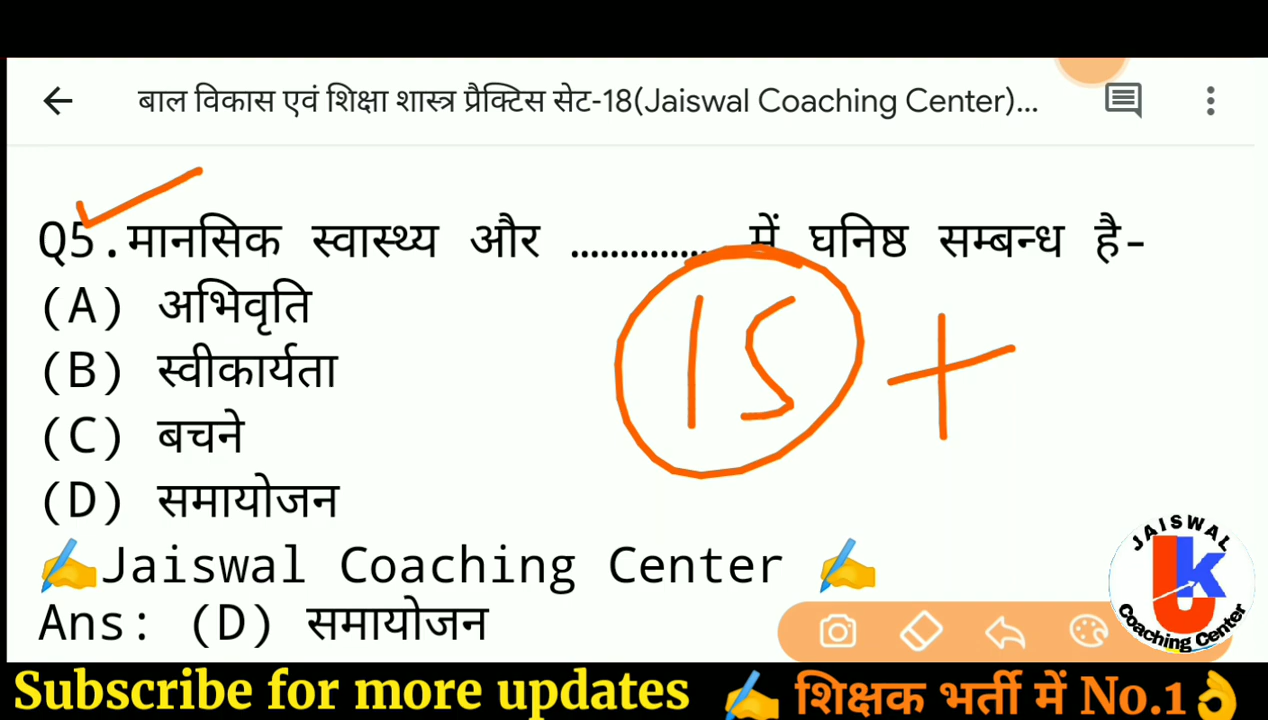 बाल विकास एवं शिक्षा शास्त्र प्रैक्टिस सेट-18(Jaiswal Coaching Center)...
Q5.मानसिक स्वास्थ्य और ............... में घनिष्ठ सम्बन्ध है-
(A) अभिवृति
15 +
(B) स्वीकार्यता
(C) बचने
(D) समायोजन
✍Jaiswal Coaching Center ✍
Ans: (D) समायोजन
JAISWAL
UK
Coaching Center
Subscribe for more updates ✍ शिक्षक भर्ती में No.1👌